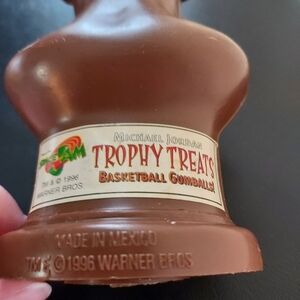 SPACE JAM
TM & © 1996
WARNER BROS
MICHAEL JORDAN
TROPHY TREATS
BASKETBALL GUMBALLS!
MADE IN MEXICO
TM & © 1996 WARNER BROS